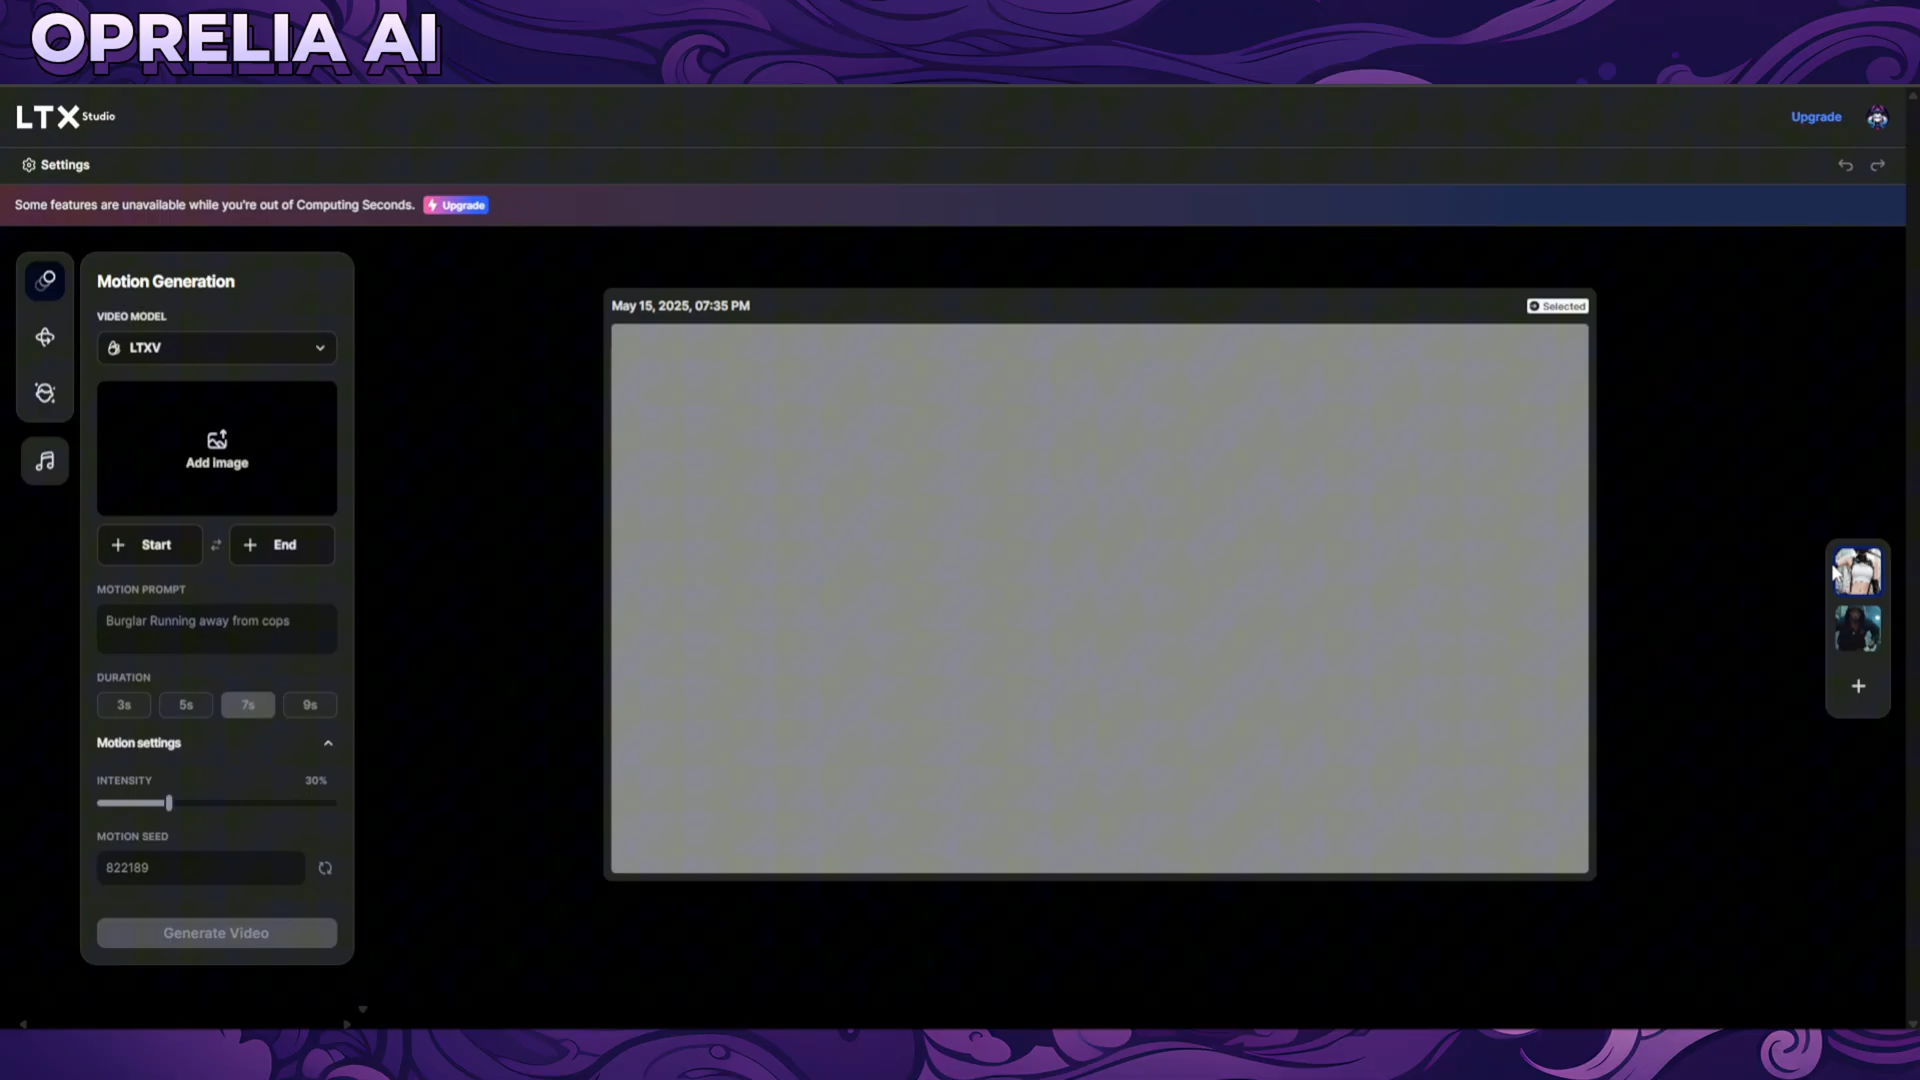 OPRELIA AI
LTX Studio
Upgrade
Settings
Some features are unavailable while you're out of Computing Seconds. Upgrade
Motion Generation
VIDEO MODEL
LTXV
Add image
Start
End
MOTION PROMPT
Burglar Running away from cops
DURATION
3s 5s 7s 9s
Motion settings
INTENSITY 30%
MOTION SEED
822189
Generate Video
May 15, 2025, 07:35 PM
Selected